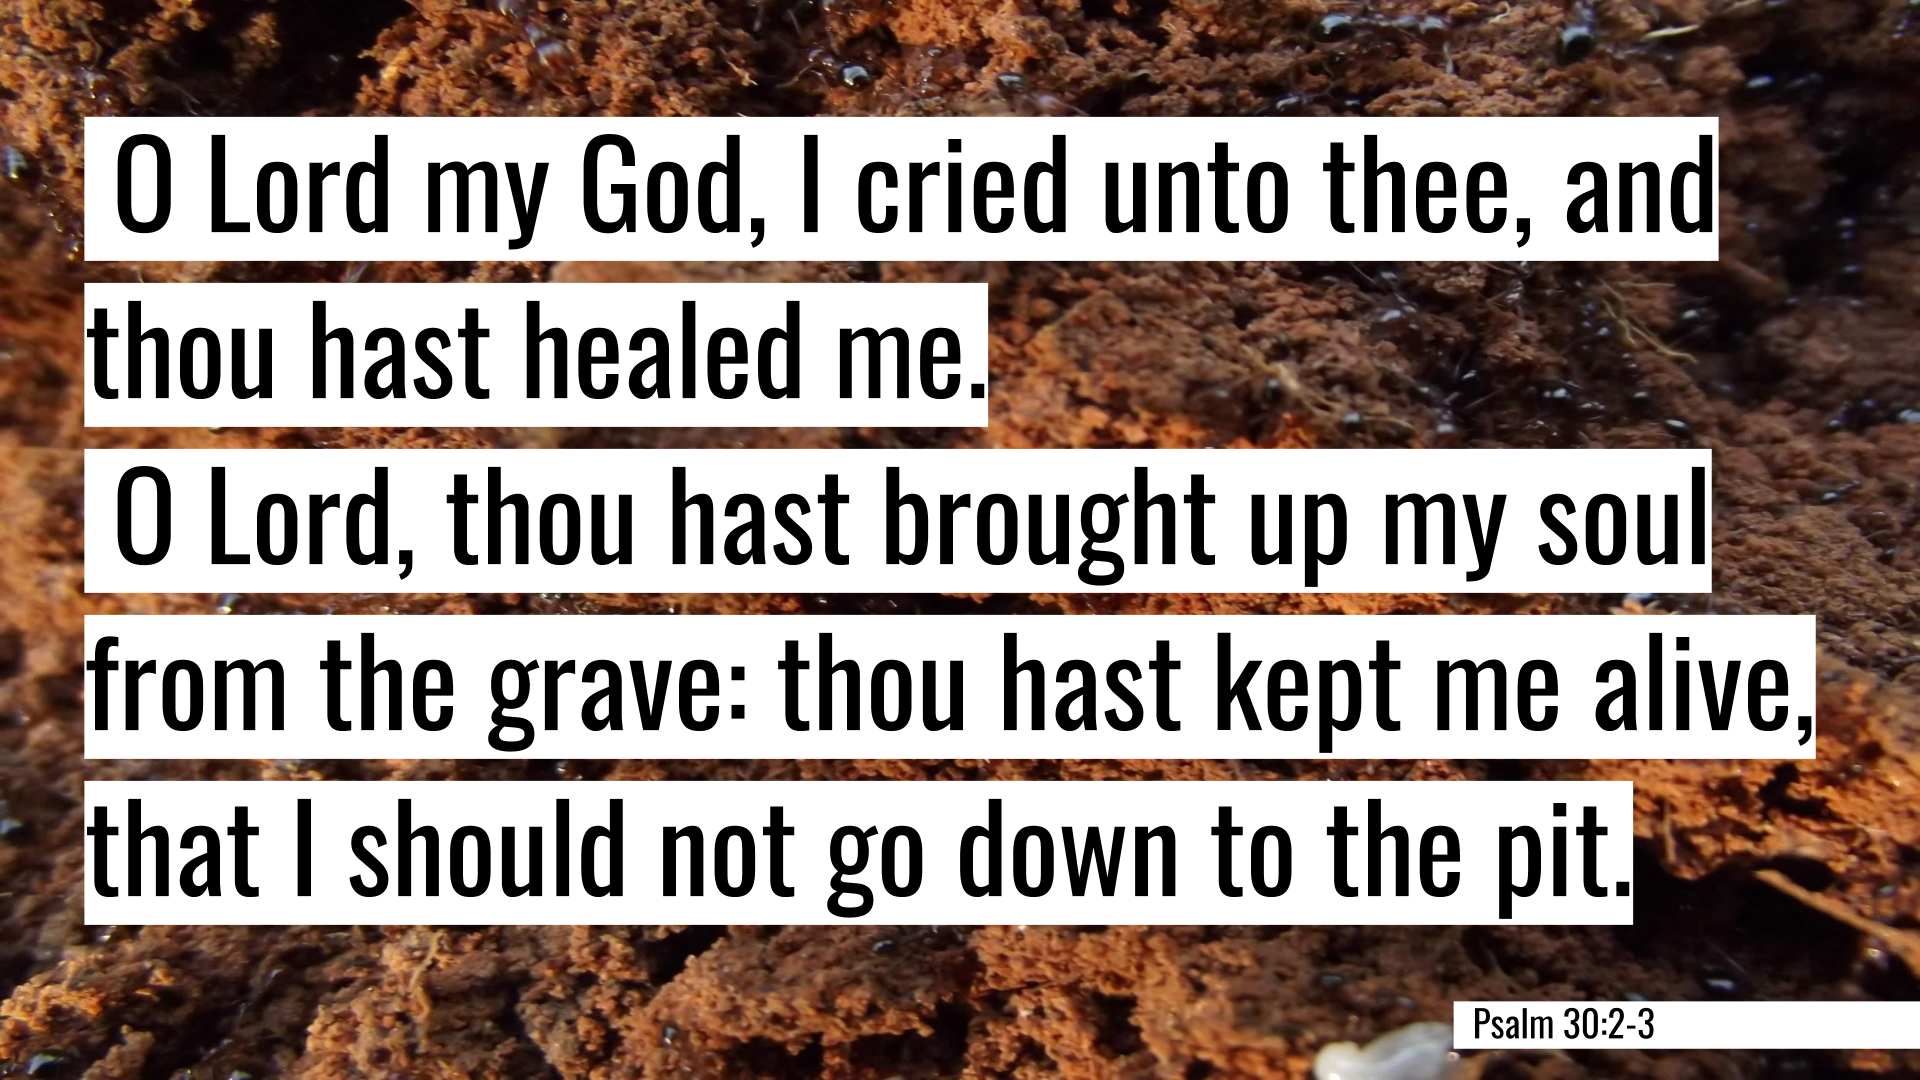 O Lord my God, I cried unto thee, and
thou hast healed me.
O Lord, thou hast brought up my soul
from the grave: thou hast kept me alive,
that I should not go down to the pit.
Psalm 30:2-3